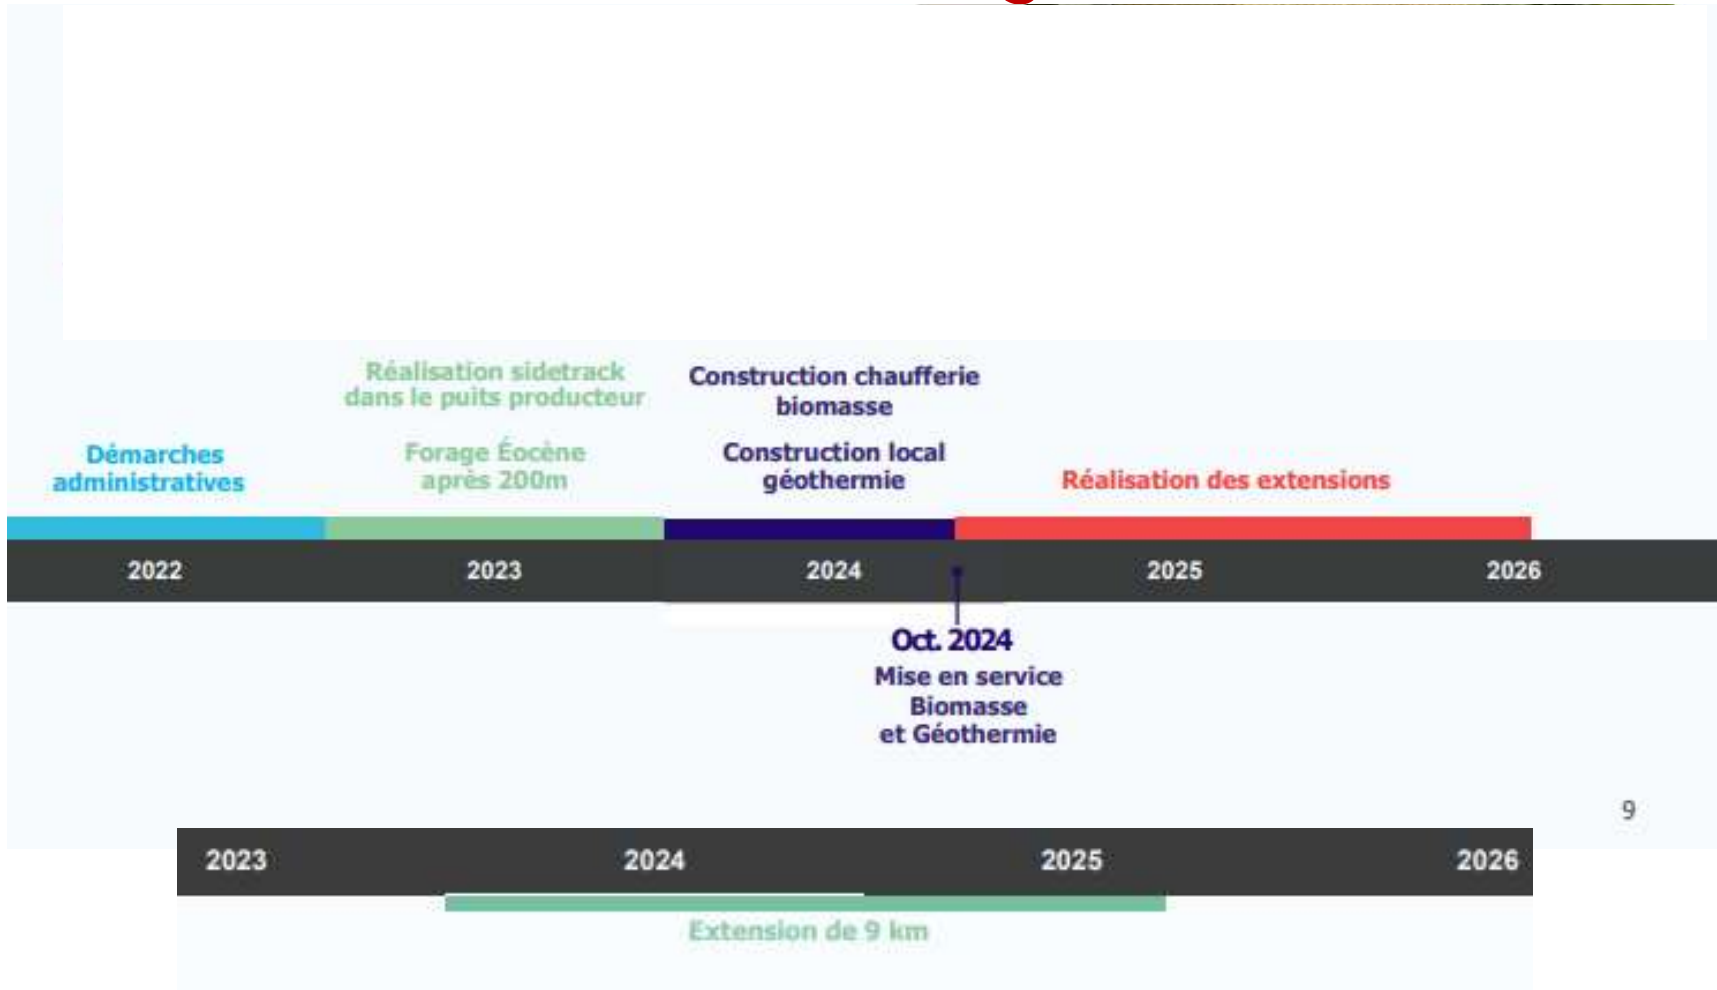 Réalisation sidetrack
dans le puits producteur
Construction chaufferie
biomasse
Démarches
administratives
Forage Éocène
après 200m
Construction local
géothermie
Réalisation des extensions
2022 2023 2024 2025 2026
Oct. 2024
Mise en service
Biomasse
et Géothermie
9
2023 2024 2025 2026
Extension de 9 km